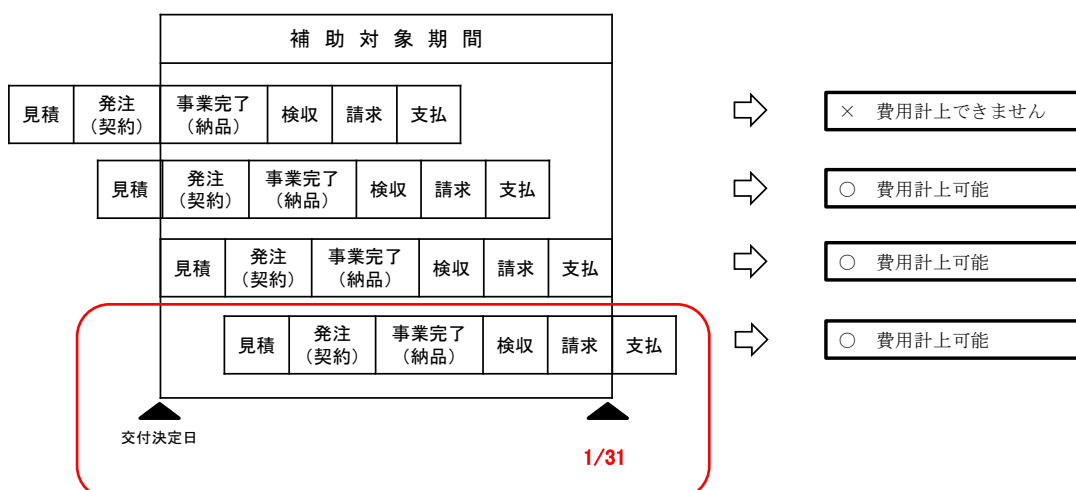 補助対象期間
見積 発注（契約） 事業完了（納品） 検収 請求 支払
× 費用計上できません
見積 発注（契約） 事業完了（納品） 検収 請求 支払
○ 費用計上可能
見積 発注（契約） 事業完了（納品） 検収 請求 支払
○ 費用計上可能
見積 発注（契約） 事業完了（納品） 検収 請求 支払
○ 費用計上可能
交付決定日
1/31